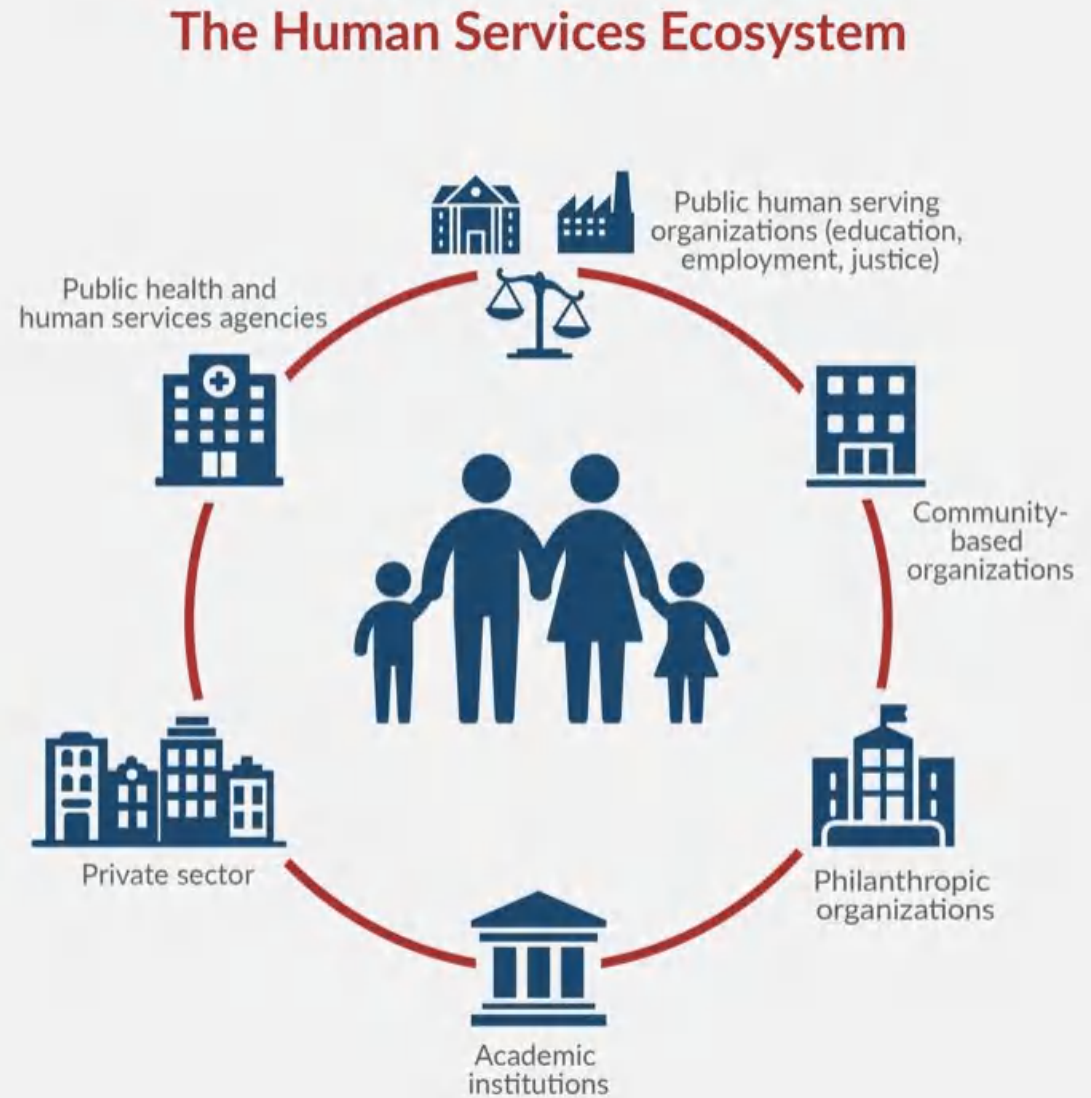 The Human Services Ecosystem
Public human serving
organizations (education,
employment, justice)
Public health and
human services agencies
Community-
based
organizations
Private sector
Philanthropic
organizations
Academic
institutions